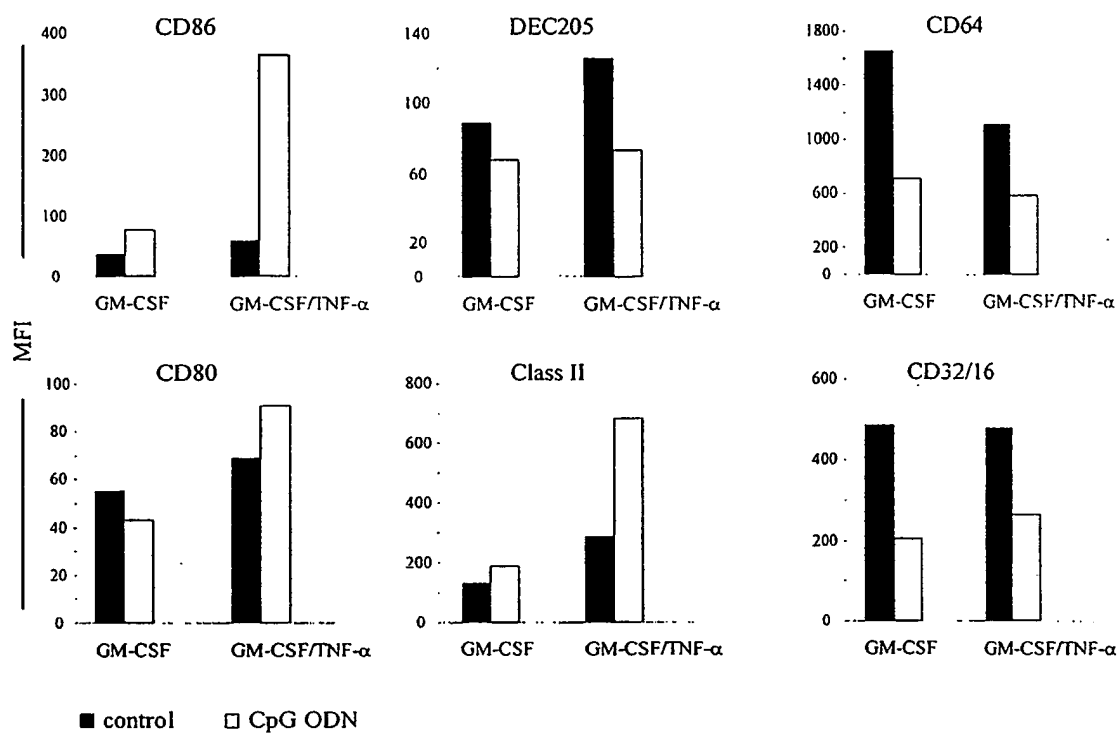 CD86
400
300
200
100
0
GM-CSF
GM-CSF/TNF-α
DEC205
140
100
60
20
0
GM-CSF
GM-CSF/TNF-α
CD64
1800
1400
1000
600
200
0
GM-CSF
GM-CSF/TNF-α
MFI
CD80
100
80
60
40
20
0
GM-CSF
GM-CSF/TNF-α
Class II
800
600
400
200
0
GM-CSF
GM-CSF/TNF-α
CD32/16
600
400
200
0
GM-CSF
GM-CSF/TNF-α
control
CpG ODN